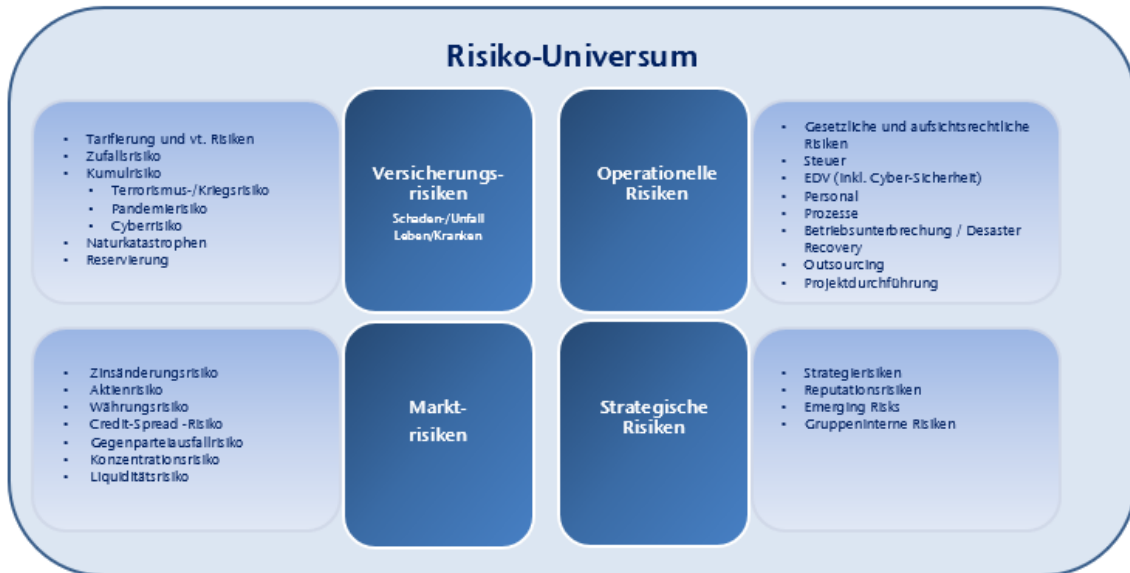 Risiko-Universum
• Tarifierung und vt. Risiken
• Zufallsrisiko
• Kumulrisiko
• Terrorismus-/Kriegsrisiko
• Pandemierisiko
• Cyberrisiko
• Naturkatastrophen
• Reservierung
Versicherungs-
risiken
Schaden-/Unfall
Leben/Kranken
Operationelle
Risiken
• Gesetzliche und aufsichtsrechtliche
Risiken
• Steuer
• EDV (inkl. Cyber-Sicherheit)
• Personal
• Prozesse
• Betriebsunterbrechung / Desaster
Recovery
• Outsourcing
• Projektdurchführung
• Zinsänderungsrisiko
• Aktienrisiko
• Währungsrisiko
• Credit-Spread -Risiko
• Gegenparteiausfallrisiko
• Konzentrationsrisiko
• Liquiditätsrisiko
Markt-
risiken
Strategische
Risiken
• Strategierisiken
• Reputationsrisiken
• Emerging Risks
• Gruppeninterne Risiken